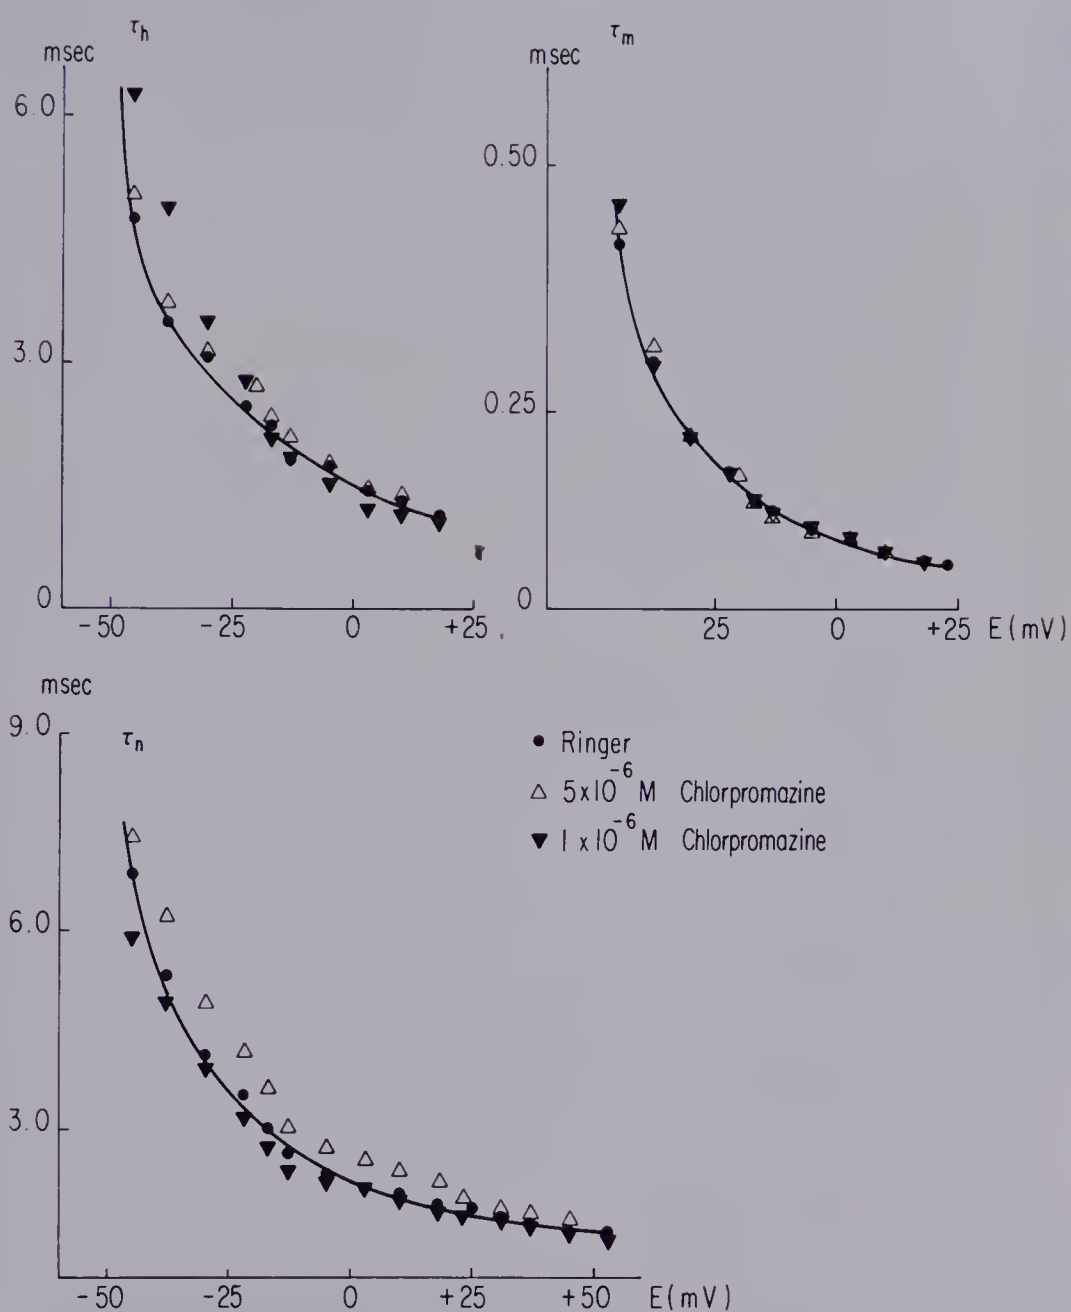 τh
msec
6.0
3.0
0
-50 -25 0 +25
τm
msec
0.50
0.25
0
25 0 +25 E(mV)
msec
9.0
τn
6.0
3.0
-50 -25 0 +25 +50 E(mV)
● Ringer
△ 5x10⁻⁶ M Chlorpromazine
▼ 1 x 10⁻⁶ M Chlorpromazine